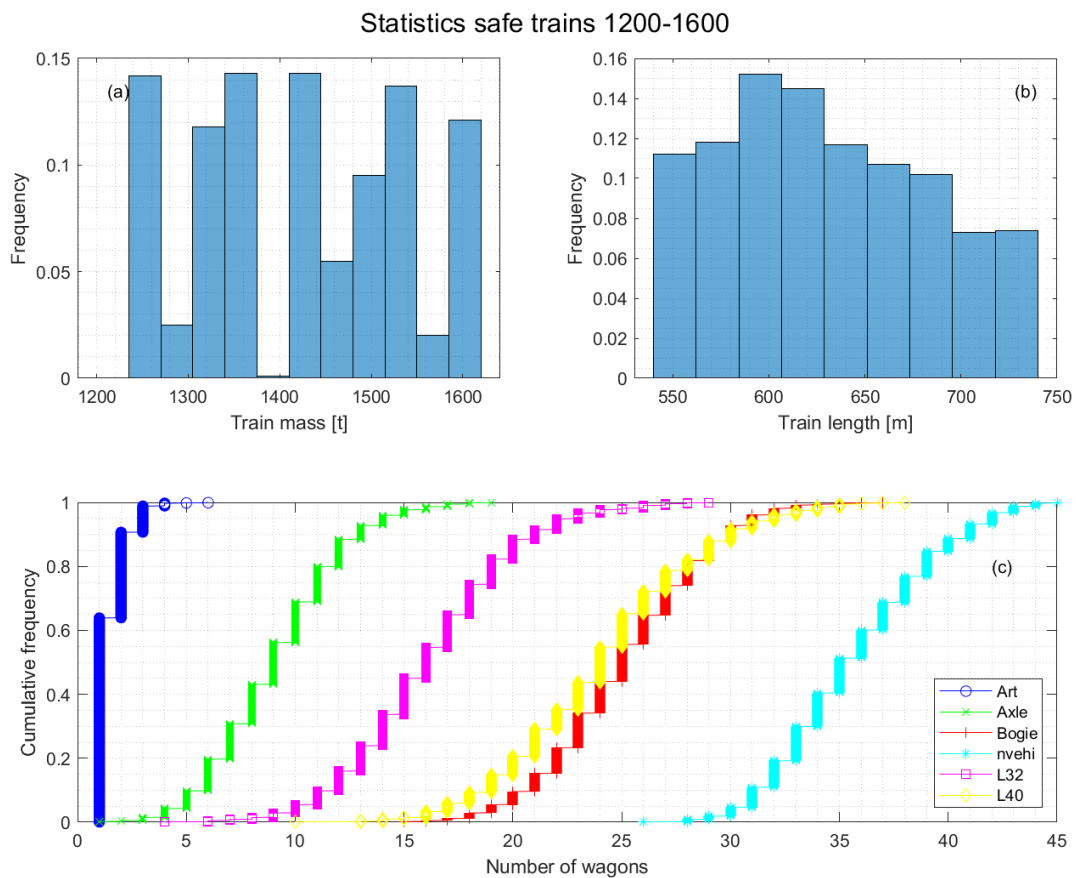 Statistics safe trains 1200-1600
0.15
0.1
0.05
0
(a)
Frequency
1200 1300 1400 1500 1600
Train mass [t]
0.16
0.14
0.12
0.1
0.08
0.06
0.04
0.02
0
(b)
Frequency
550 600 650 700 750
Train length [m]
1
0.8
0.6
0.4
0.2
0
(c)
Cumulative frequency
Art
Axle
Bogie
nvehi
L32
L40
0 5 10 15 20 25 30 35 40 45
Number of wagons